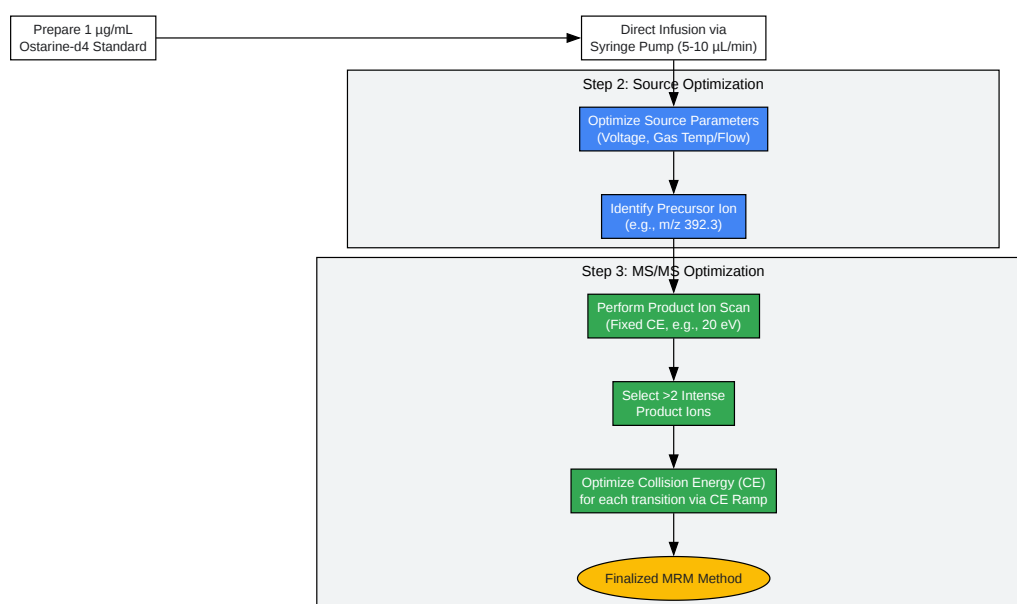 Prepare 1 µg/mL
Ostarine-d4 Standard
Direct Infusion via
Syringe Pump (5-10 µL/min)
Step 2: Source Optimization
Optimize Source Parameters
(Voltage, Gas Temp/Flow)
Identify Precursor Ion
(e.g., m/z 392.3)
Step 3: MS/MS Optimization
Perform Product Ion Scan
(Fixed CE, e.g., 20 eV)
Select >2 Intense
Product Ions
Optimize Collision Energy (CE)
for each transition via CE Ramp
Finalized MRM Method